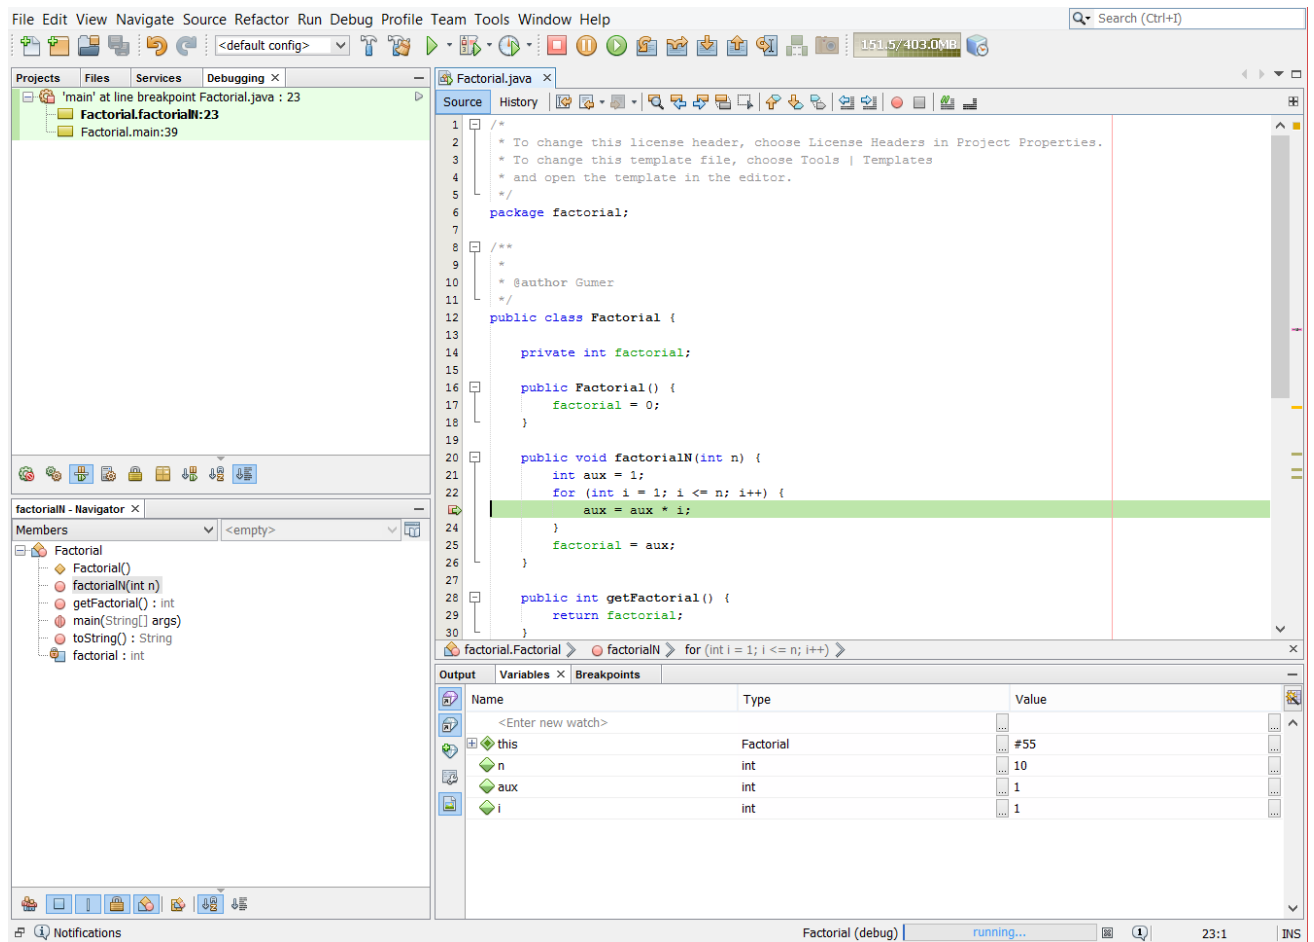 File Edit View Navigate Source Refactor Run Debug Profile Team Tools Window Help
Search (Ctrl+I)
<default config>
151.5/403.0MB
Projects Files Services Debugging
'main' at line breakpoint Factorial.java : 23
Factorial.factorialN:23
Factorial.main:39
factorialN - Navigator
Members <empty>
Factorial
Factorial()
factorialN(int n)
getFactorial() : int
main(String[] args)
toString() : String
factorial : int
Factorial.java
Source History
1 /*
2 * To change this license header, choose License Headers in Project Properties.
3 * To change this template file, choose Tools | Templates
4 * and open the template in the editor.
5 */
6 package factorial;
7
8 /**
9 *
10 * @author Gumer
11 */
12 public class Factorial {
13
14 private int factorial;
15
16 public Factorial() {
17 factorial = 0;
18 }
19
20 public void factorialN(int n) {
21 int aux = 1;
22 for (int i = 1; i <= n; i++) {
aux = aux * i;
24 }
25 factorial = aux;
26 }
27
28 public int getFactorial() {
29 return factorial;
30 }
factorial.Factorial factorialN for (int i = 1; i <= n; i++)
Output Variables Breakpoints
Name Type Value
<Enter new watch>
... ...
this Factorial ... #55 ...
n int ... 10 ...
aux int ... 1 ...
i int ... 1 ...
Notifications
Factorial (debug) running... 1 23:1 INS